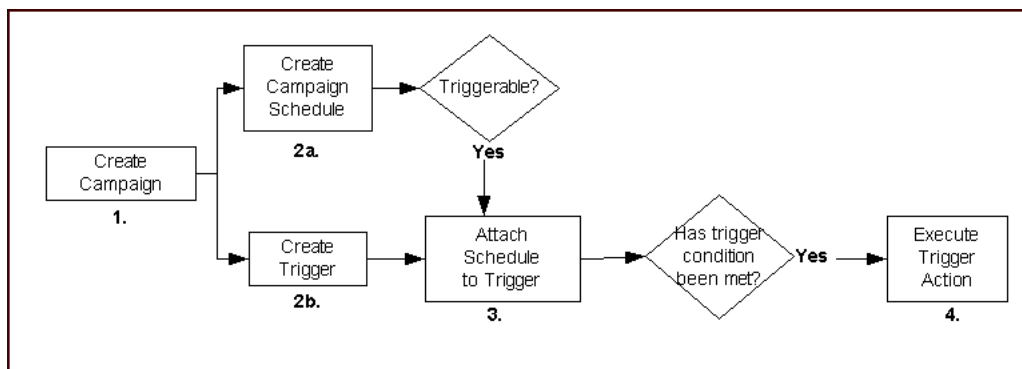 Create
Campaign
1.
Create
Campaign
Schedule
2a.
Triggerable?
Yes
Create
Trigger
2b.
Attach
Schedule
to Trigger
3.
Has trigger
condition
been met?
Yes
Execute
Trigger
Action
4.